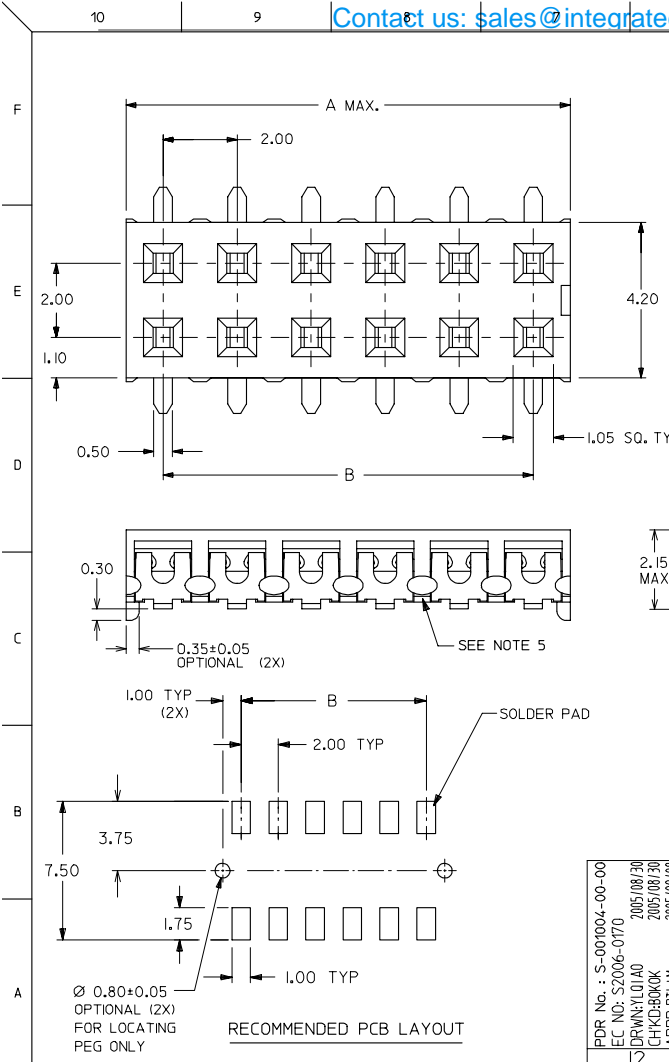 10 9 8 7
Contact us: sales@integrate
F
A MAX.
2.00
E
2.00
4.20
1.10
D
0.50
1.05 SQ. TY
B
0.30
2.15
MAX
C
SEE NOTE 5
0.35±0.05
OPTIONAL (2X)
1.00 TYP
(2X)
B
SOLDER PAD
2.00 TYP
B
3.75
7.50
1.75
1.00 TYP
A
Ø 0.80±0.05
OPTIONAL (2X)
FOR LOCATING
PEG ONLY
RECOMMENDED PCB LAYOUT
PDR No.: S-001004-00-00
EC NO: S2006-0170
DRWN:YLQIAO 2005/08/30
CH'KD:BOKOK 2005/08/30